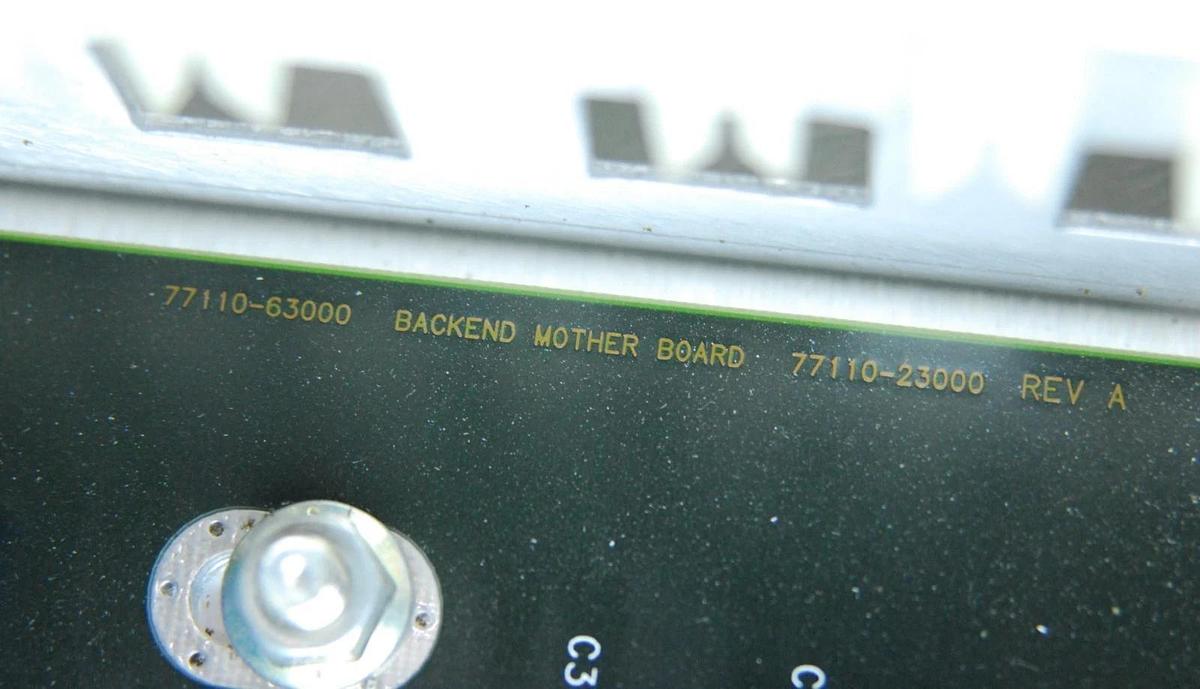 77110-63000 BACKEND MOTHER BOARD 77110-23000 REV A
C3
C